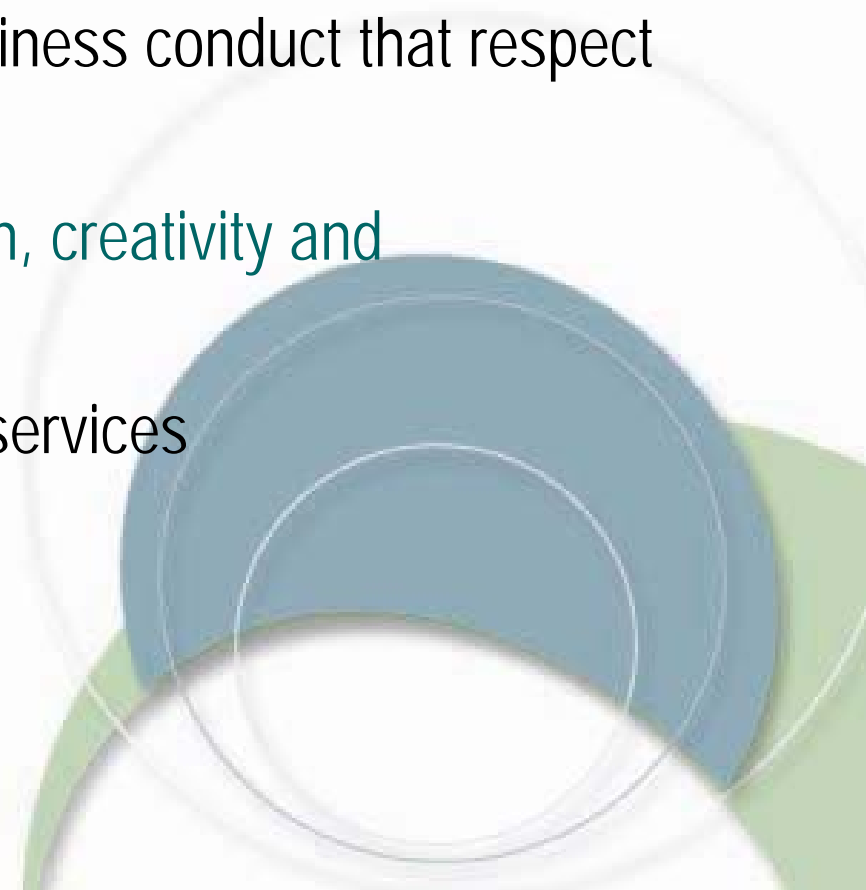 iness conduct that respect
n, creativity and
services